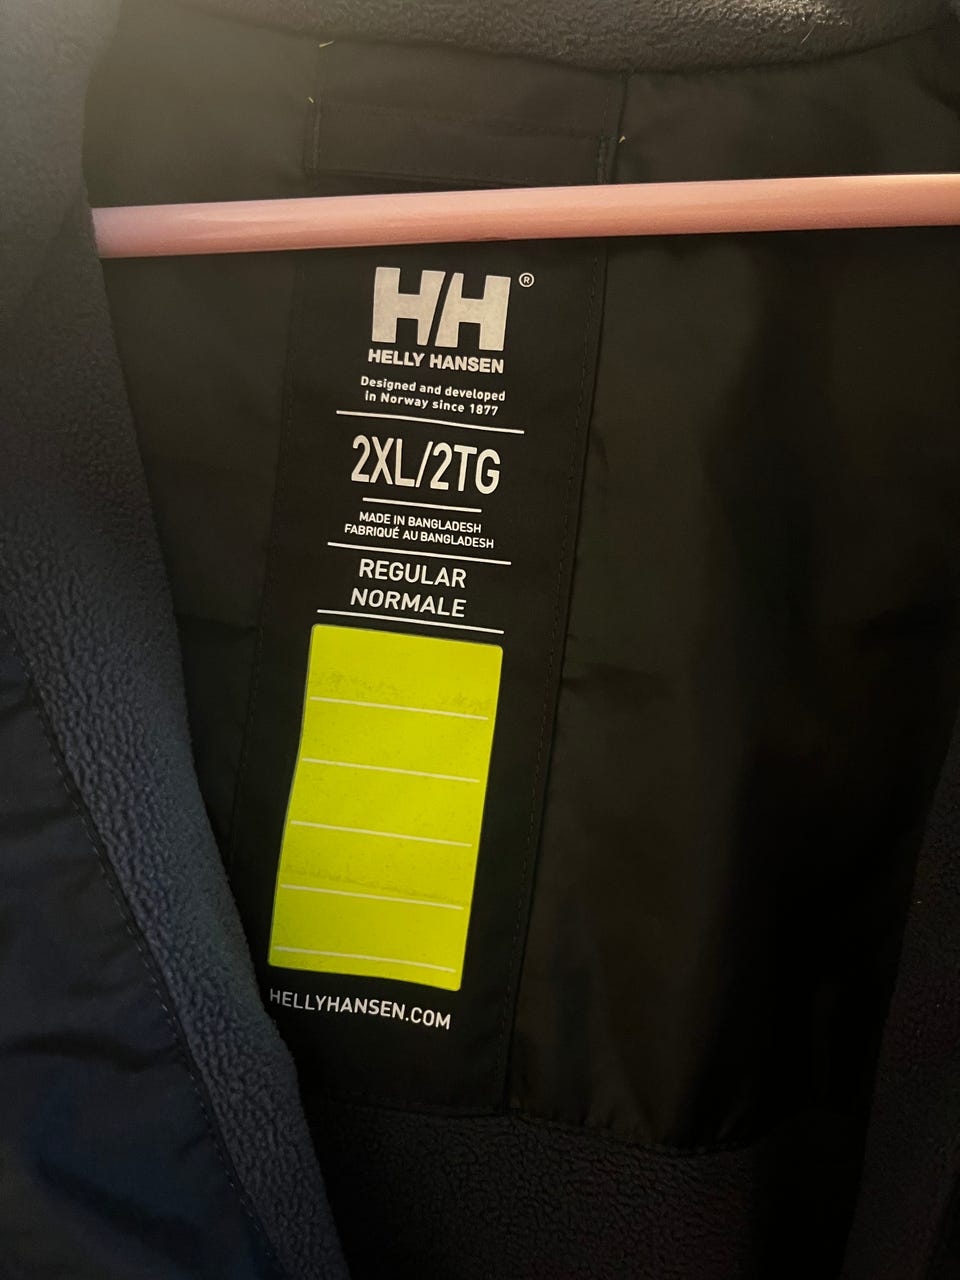 HH®
HELLY HANSEN
Designed and developed
in Norway since 1877
2XL/2TG
MADE IN BANGLADESH
FABRIQUÉ AU BANGLADESH
REGULAR
NORMALE
HELLYHANSEN.COM